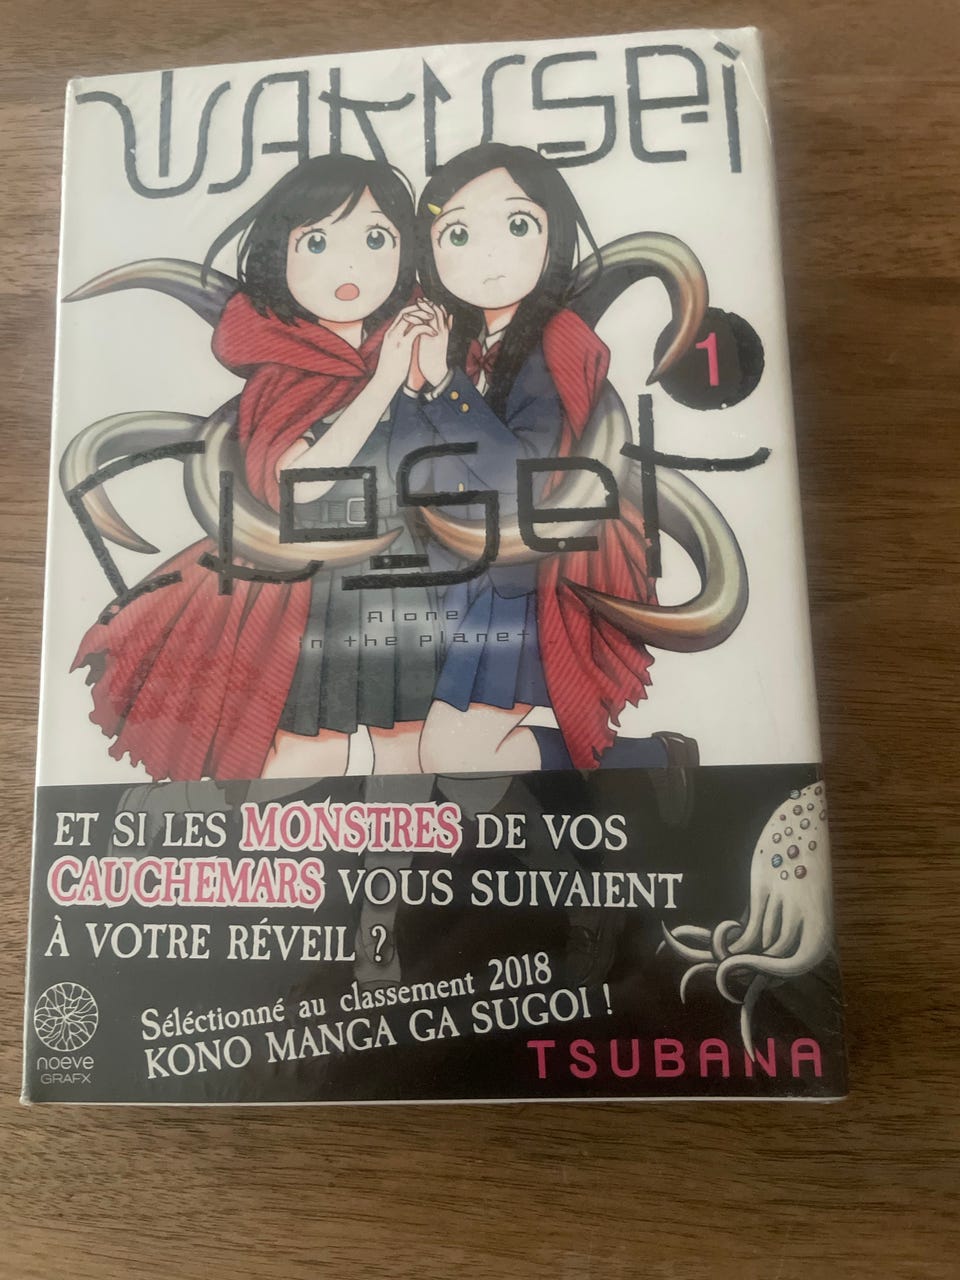 WAKUSEI
1
Closet
Alone
in the planet...
ET SI LES MONSTRES DE VOS
CAUCHEMARS VOUS SUIVAIENT
À VOTRE RÉVEIL ?
Séléctionné au classement 2018
KONO MANGA GA SUGOI !
noeve
GRAFX
TSUBANA